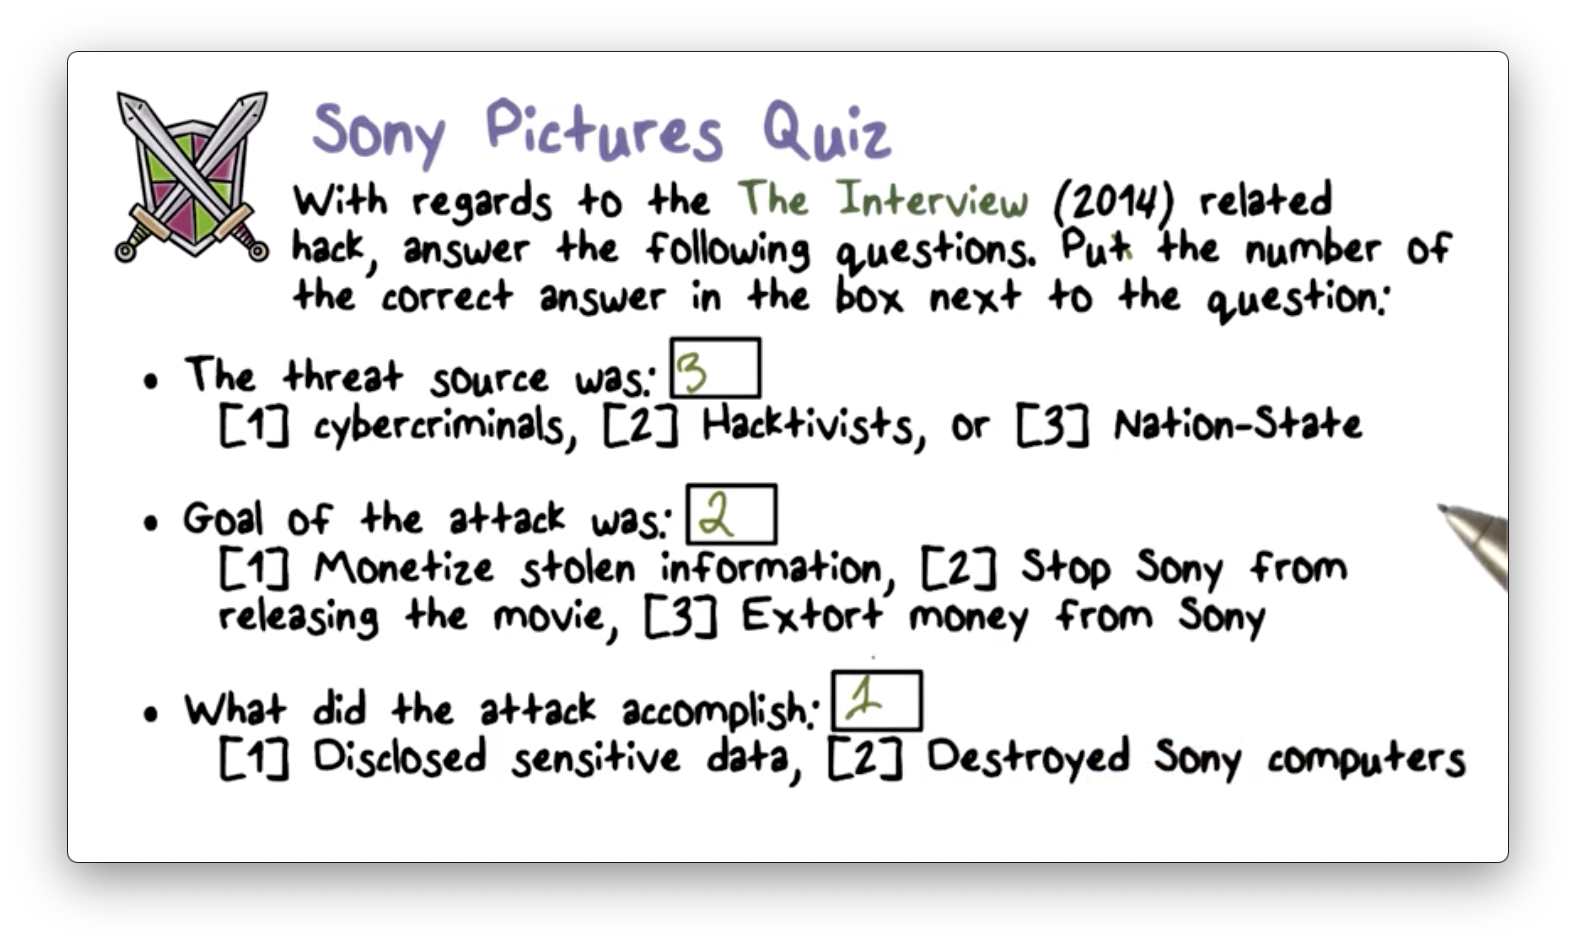 Sony Pictures Quiz
With regards to the The Interview (2014) related
hack, answer the following questions. Put the number of
the correct answer in the box next to the question:
• The threat source was: 3
[1] cybercriminals, [2] Hacktivists, or [3] Nation-State
• Goal of the attack was: 2
[1] Monetize stolen information, [2] Stop Sony from
releasing the movie, [3] Extort money from Sony
• What did the attack accomplish: 1
[1] Disclosed sensitive data, [2] Destroyed Sony computers